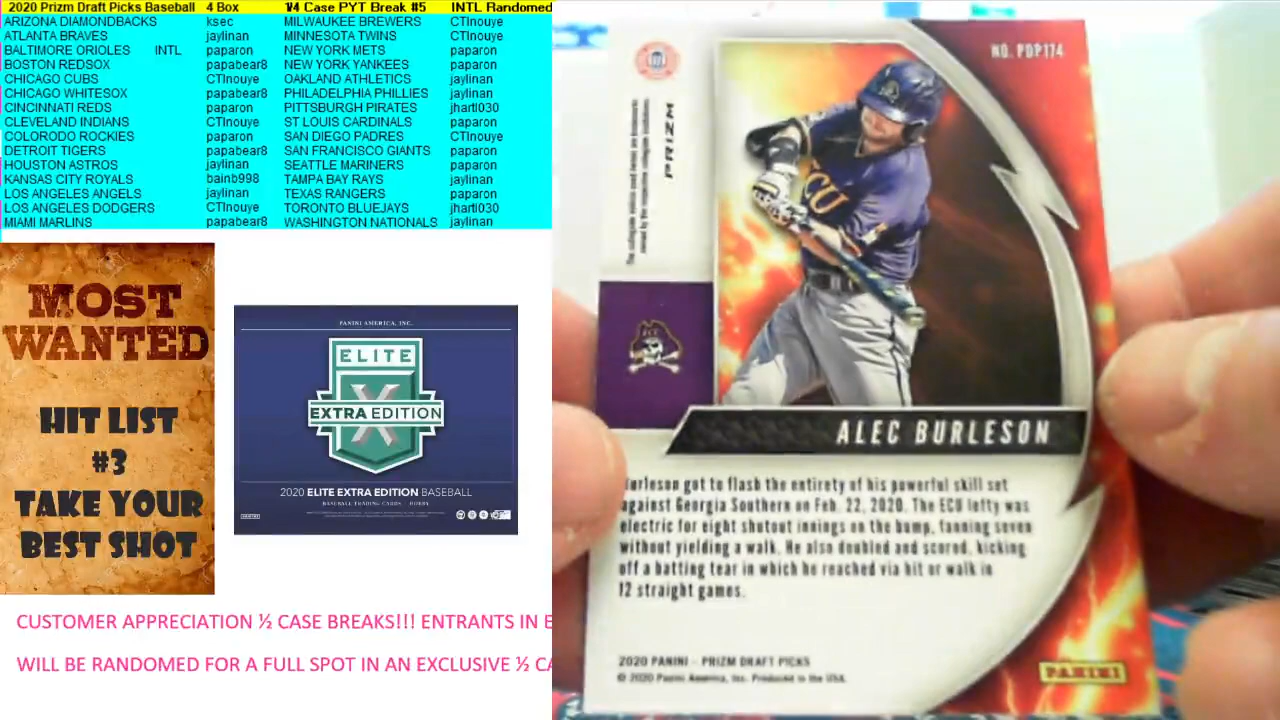 2020 Prizm Draft Picks Baseball 4 Box 1/4 Case PYT Break #5 INTL Randomed
ARIZONA DIAMONDBACKS ksec MILWAUKEE BREWERS CTInouye
ATLANTA BRAVES jaylinan MINNESOTA TWINS CTInouye
BALTIMORE ORIOLES INTL paparon NEW YORK METS paparon
BOSTON REDSOX papabear8 NEW YORK YANKEES paparon
CHICAGO CUBS CTInouye OAKLAND ATHLETICS jaylinan
CHICAGO WHITESOX papabear8 PHILADELPHIA PHILLIES jaylinan
CINCINNATI REDS paparon PITTSBURGH PIRATES jharti030
CLEVELAND INDIANS CTInouye ST LOUIS CARDINALS paparon
COLORODO ROCKIES paparon SAN DIEGO PADRES CTInouye
DETROIT TIGERS papabear8 SAN FRANCISCO GIANTS paparon
HOUSTON ASTROS jaylinan SEATTLE MARINERS paparon
KANSAS CITY ROYALS bainb998 TAMPA BAY RAYS jaylinan
LOS ANGELES ANGELS jaylinan TEXAS RANGERS paparon
LOS ANGELES DODGERS CTInouye TORONTO BLUEJAYS jharti030
MIAMI MARLINS papabear8 WASHINGTON NATIONALS jaylinan
MOST
WANTED
HIT LIST
#3
TAKE YOUR
BEST SHOT
PANINI AMERICA, INC.
ELITE
X
EXTRA EDITION
2020 ELITE EXTRA EDITION BASEBALL
BASEBALL TRADING CARDS HOBBY
CUSTOMER APPRECIATION ½ CASE BREAKS!!! ENTRANTS IN
WILL BE RANDOMED FOR A FULL SPOT IN AN EXCLUSIVE ½
NO. PDP174
PRIZM
ECU
ALEC BURLESON
Burleson got to flash the entirety of his powerful skill set
against Georgia Southern on Feb. 22, 2020. The ECU lefty was
electric for eight shutout innings on the bump, fanning seven
without yielding a walk. He also doubled and scored, kicking
off a batting tear in which he reached via hit or walk in
12 straight games.
2020 PANINI - PRIZM DRAFT PICKS
© 2020 Panini America, Inc. Produced in the USA.
PANINI